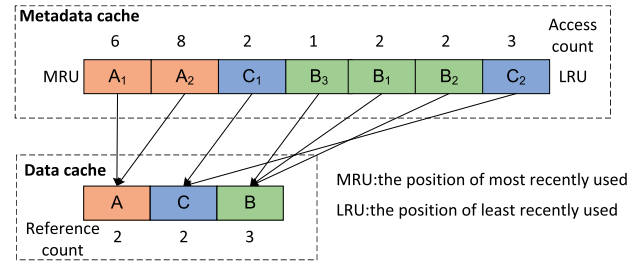 Metadata cache
Access
count
6 8 2 1 2 2 3
MRU A₁ A₂ C₁ B₃ B₁ B₂ C₂ LRU
Data cache
A C B
Reference
count
2 2 3
MRU:the position of most recently used
LRU:the position of least recently used